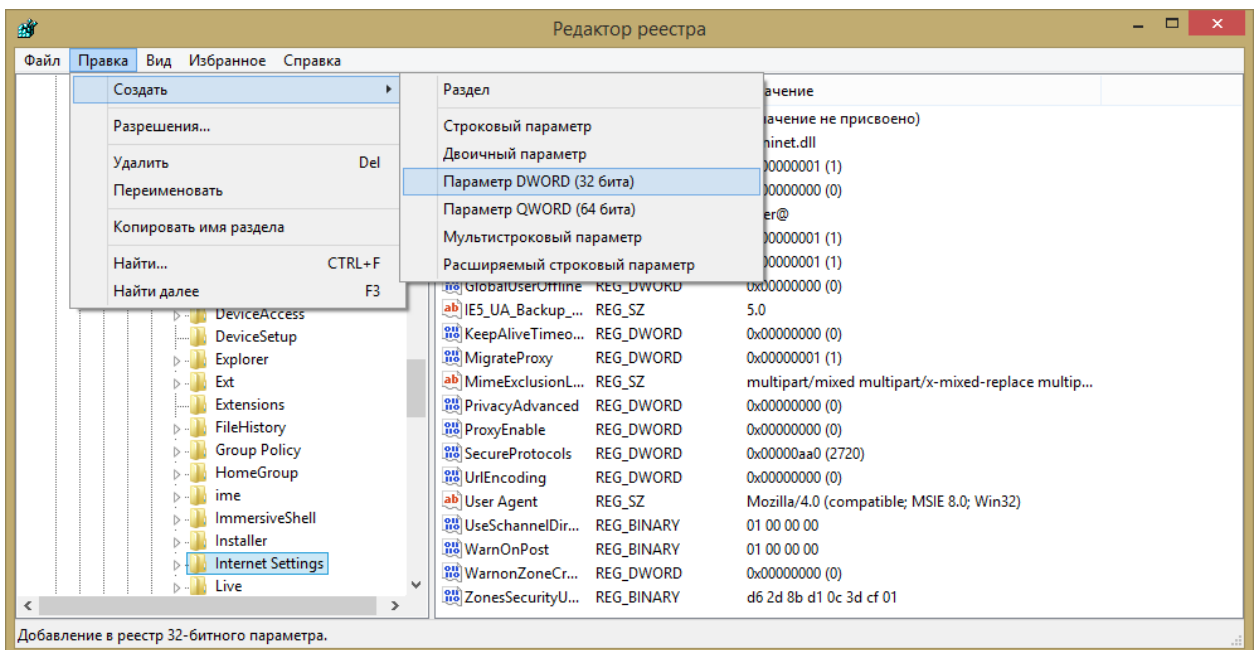 Редактор реестра
Файл Правка Вид Избранное Справка
Создать
Разрешения...
Удалить Del
Переименовать
Копировать имя раздела
Найти... CTRL+F
Найти далее F3
Раздел
Строковый параметр
Двоичный параметр
Параметр DWORD (32 бита)
Параметр QWORD (64 бита)
Мультистроковый параметр
Расширяемый строковый параметр
DeviceAccess
DeviceSetup
Explorer
Ext
Extensions
FileHistory
Group Policy
HomeGroup
ime
ImmersiveShell
Installer
Internet Settings
Live
ачение
ачение не присвоено)
inet.dll
0000001 (1)
0000000 (0)
er@
0000001 (1)
0000001 (1)
GlobalUserOffline REG_DWORD 0x00000000 (0)
IE5_UA_Backup_... REG_SZ 5.0
KeepAliveTimeo... REG_DWORD 0x00000000 (0)
MigrateProxy REG_DWORD 0x00000001 (1)
MimeExclusionL... REG_SZ multipart/mixed multipart/x-mixed-replace multip...
PrivacyAdvanced REG_DWORD 0x00000000 (0)
ProxyEnable REG_DWORD 0x00000000 (0)
SecureProtocols REG_DWORD 0x00000aa0 (2720)
UrlEncoding REG_DWORD 0x00000000 (0)
User Agent REG_SZ Mozilla/4.0 (compatible; MSIE 8.0; Win32)
UseSchannelDir... REG_BINARY 01 00 00 00
WarnOnPost REG_BINARY 01 00 00 00
WarnonZoneCr... REG_DWORD 0x00000000 (0)
ZonesSecurityU... REG_BINARY d6 2d 8b d1 0c 3d cf 01
Добавление в реестр 32-битного параметра.